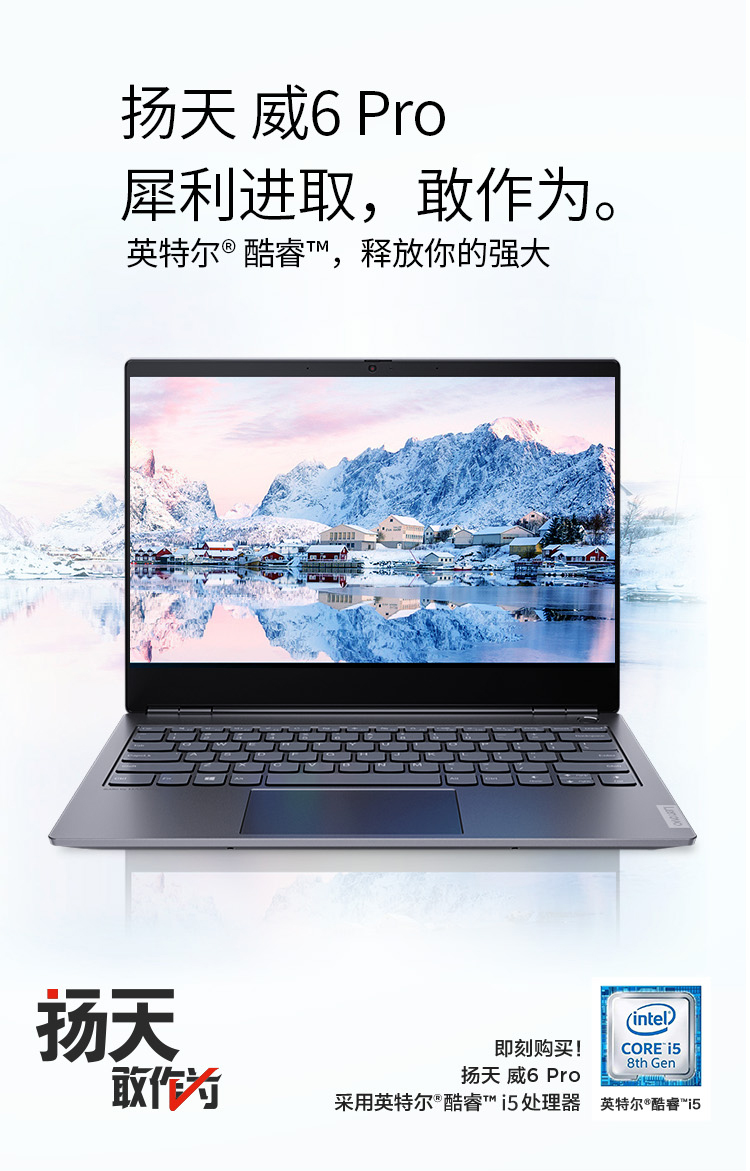 扬天 威6 Pro
犀利进取，敢作为。
英特尔® 酷睿™，释放你的强大
Lenovo
扬天
敢作为
即刻购买！
扬天 威6 Pro
采用英特尔®酷睿™ i5处理器
intel
CORE™ i5
8th Gen
英特尔®酷睿™i5